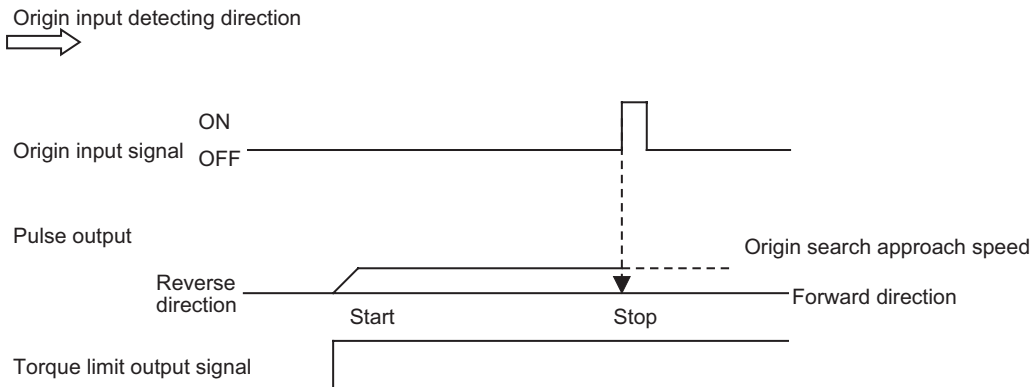 Origin input detecting direction
ON
Origin input signal
OFF
Pulse output
Origin search approach speed
Reverse
direction
Forward direction
Start
Stop
Torque limit output signal